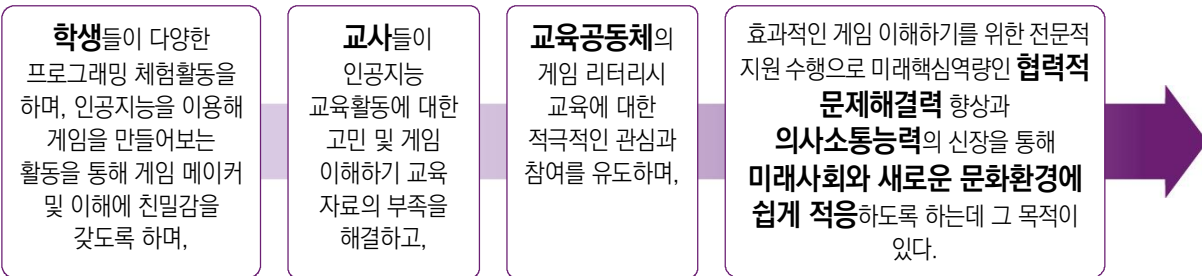 학생들이 다양한
프로그래밍 체험활동을
하며, 인공지능을 이용해
게임을 만들어보는
활동을 통해 게임 메이커
및 이해에 친밀감을
갖도록 하며,
교사들이
인공지능
교육활동에 대한
고민 및 게임
이해하기 교육
자료의 부족을
해결하고,
교육공동체의
게임 리터리시
교육에 대한
적극적인 관심과
참여를 유도하며,
효과적인 게임 이해하기를 위한 전문적
지원 수행으로 미래핵심역량인 협력적
문제해결력 향상과
의사소통능력의 신장을 통해
미래사회와 새로운 문화환경에
쉽게 적응하도록 하는데 그 목적이
있다.